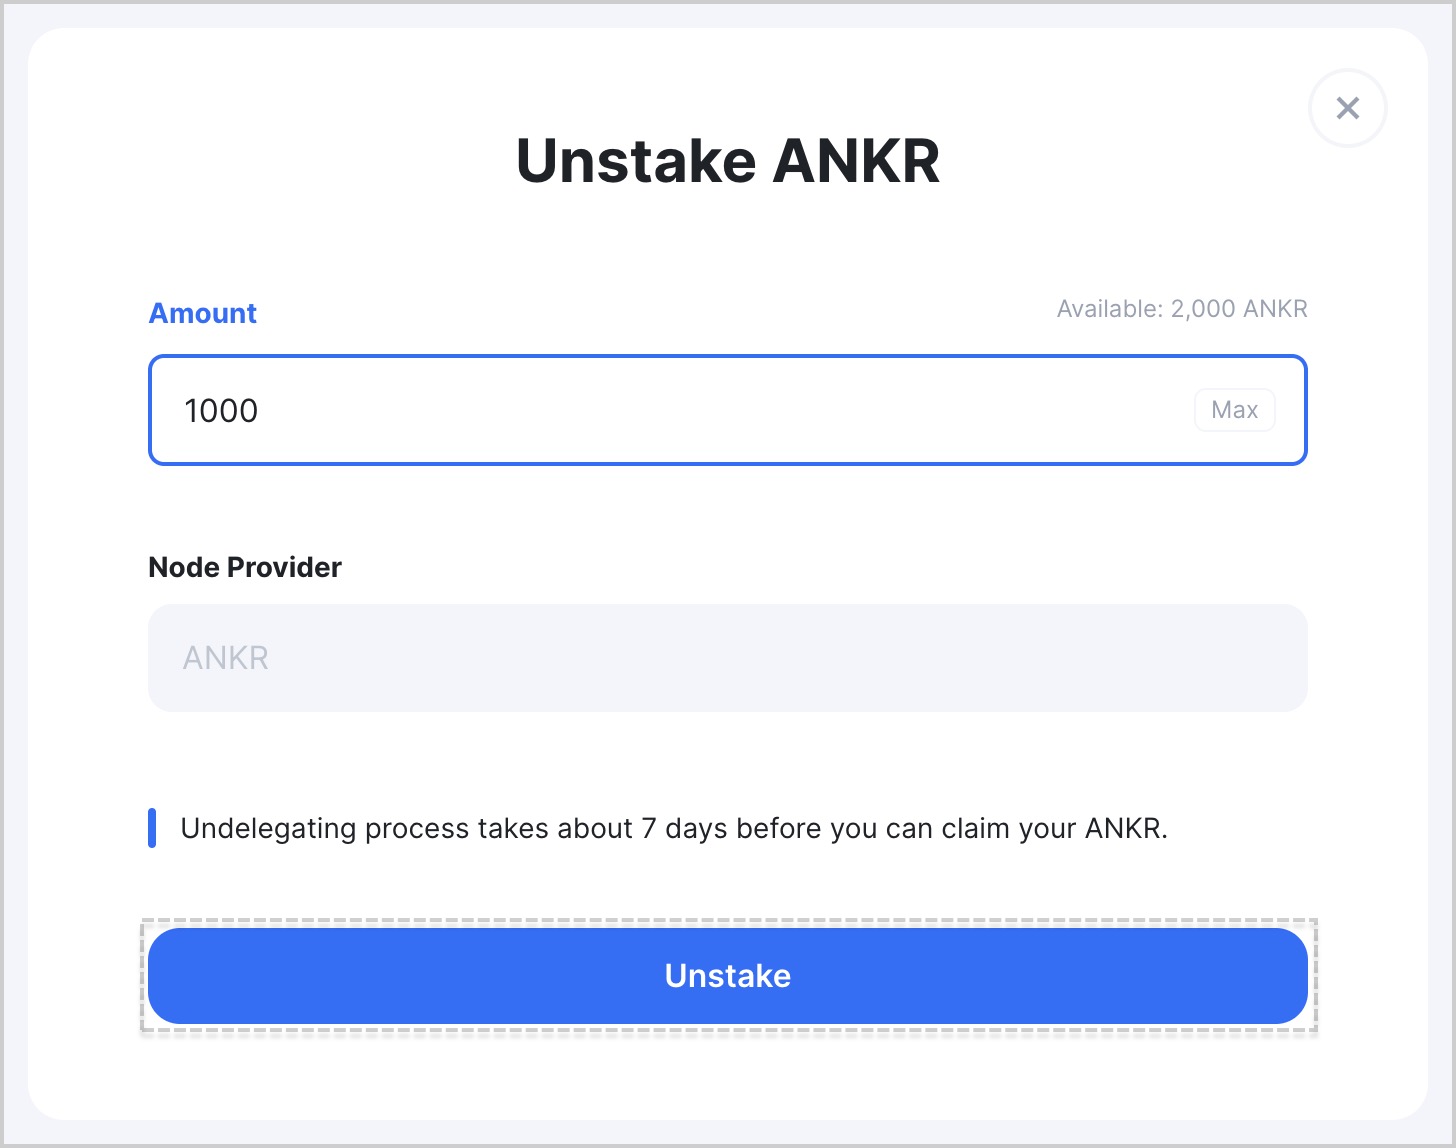 Unstake ANKR
Amount
Available: 2,000 ANKR
1000
Max
Node Provider
ANKR
Undelegating process takes about 7 days before you can claim your ANKR.
Unstake